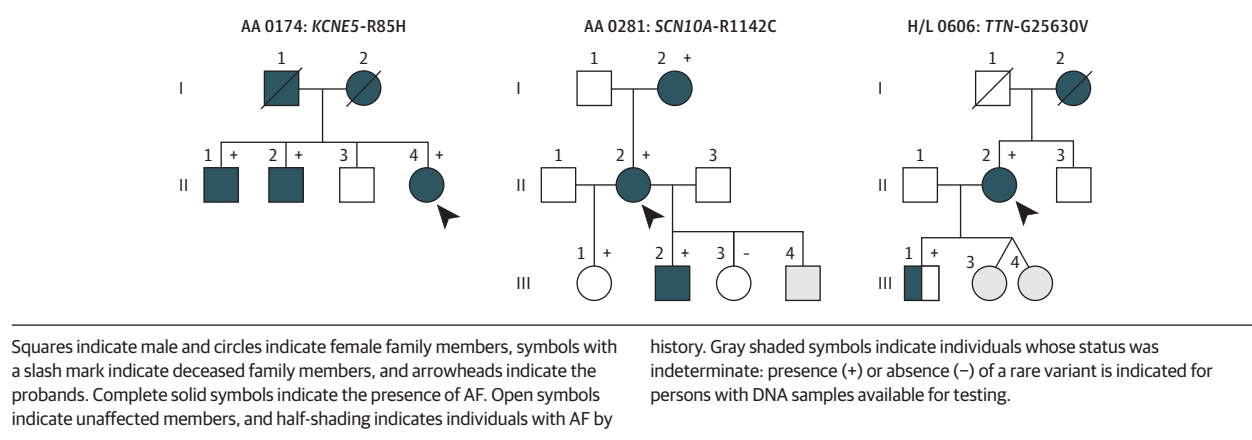 AA 0174: KCNE5-R85H
AA 0281: SCN10A-R1142C
H/L 0606: TTN-G25630V
1 2
I
1 + 2 + 3 4 +
II
1 2 +
I
1 2 + 3
II
1 + 2 + 3 - 4
III
1 2
I
1 2 + 3
II
1 + 3 4
III
Squares indicate male and circles indicate female family members, symbols with
a slash mark indicate deceased family members, and arrowheads indicate the
probands. Complete solid symbols indicate the presence of AF. Open symbols
indicate unaffected members, and half-shading indicates individuals with AF by
history. Gray shaded symbols indicate individuals whose status was
indeterminate: presence (+) or absence (−) of a rare variant is indicated for
persons with DNA samples available for testing.